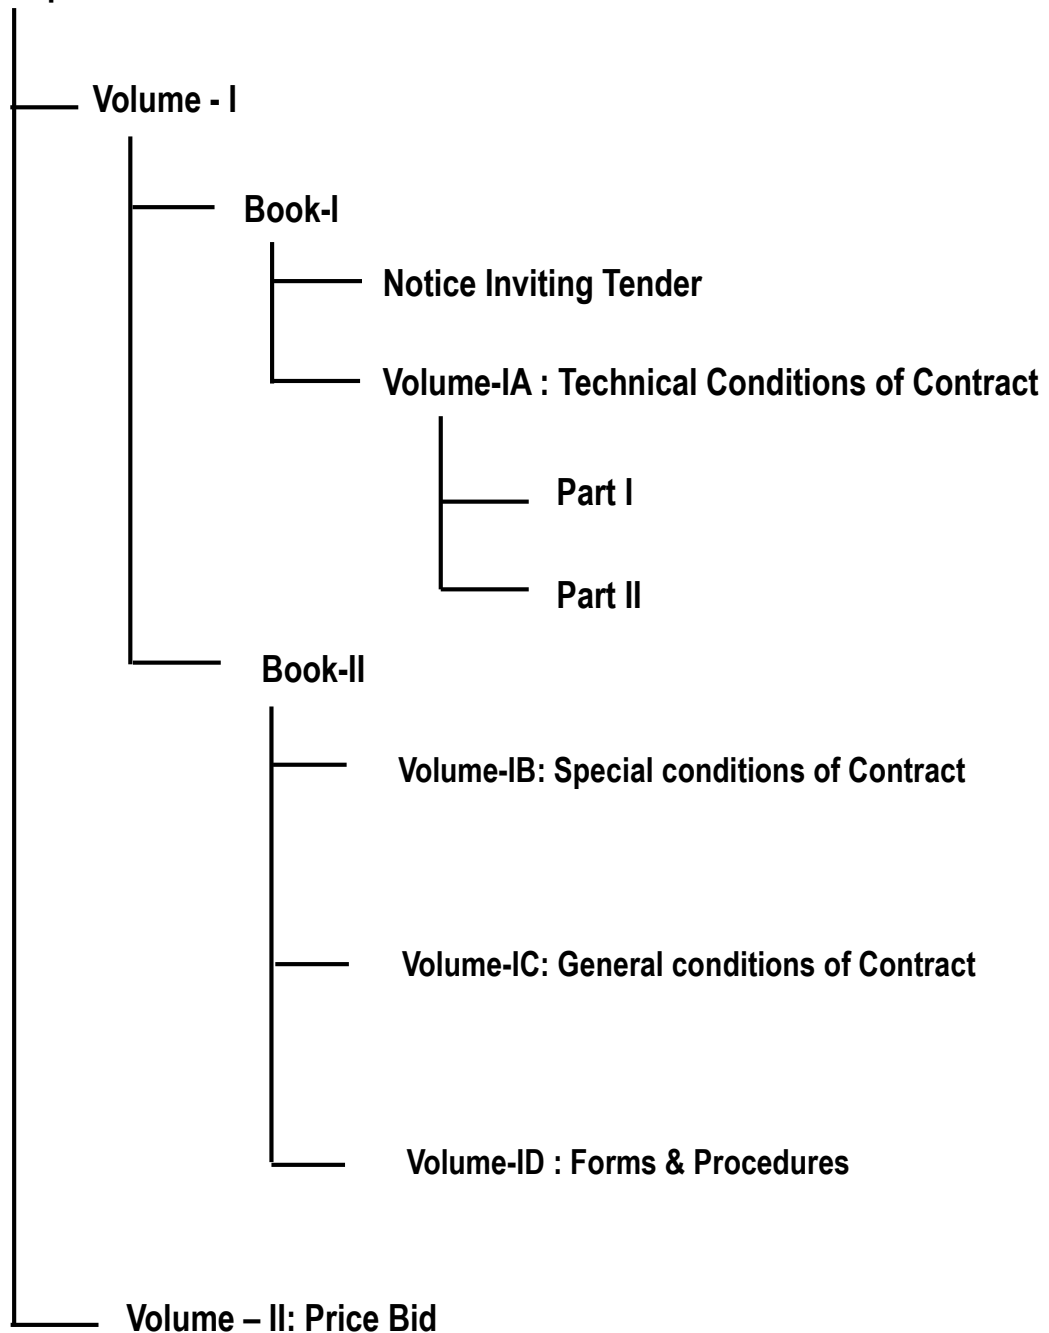 Volume - I
Book-I
Notice Inviting Tender
Volume-IA : Technical Conditions of Contract
Part I
Part II
Book-II
Volume-IB: Special conditions of Contract
Volume-IC: General conditions of Contract
Volume-ID : Forms & Procedures
Volume – II: Price Bid